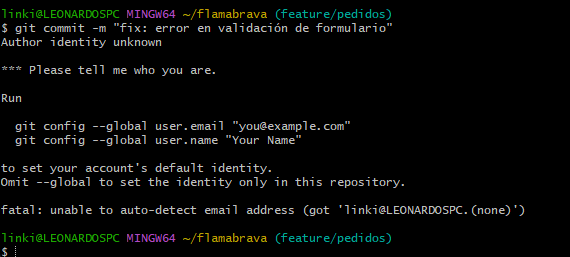 linki@LEONARDOSPC MINGW64 ~/flamabrava (feature/pedidos)
$ git commit -m "fix: error en validación de formulario"
Author identity unknown

*** Please tell me who you are.

Run

  git config --global user.email "you@example.com"
  git config --global user.name "Your Name"

to set your account's default identity.
Omit --global to set the identity only in this repository.

fatal: unable to auto-detect email address (got 'linki@LEONARDOSPC.(none)')

linki@LEONARDOSPC MINGW64 ~/flamabrava (feature/pedidos)
$